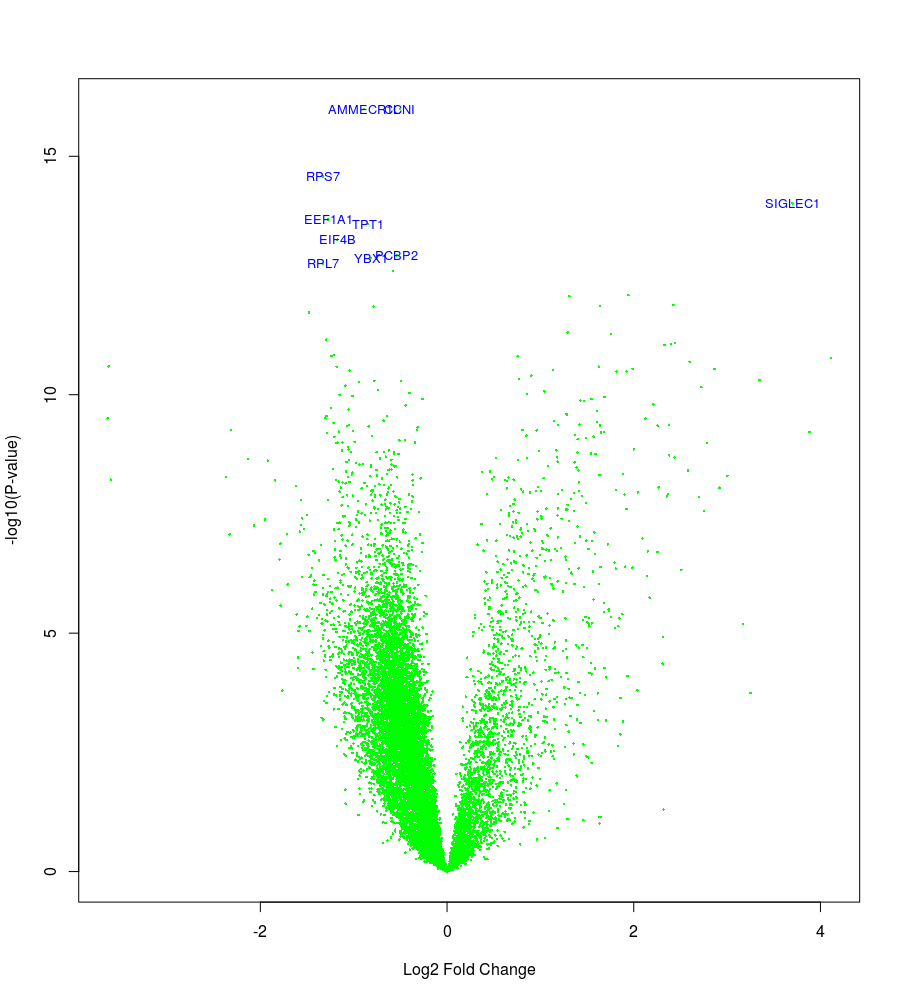 AMMECR1L
CCNI
RPS7
SIGLEC1
EEF1A1
TPT1
EIF4B
PCBP2
YBX1
RPL7
15
10
5
0
-log10(P-value)
-2
0
2
4
Log2 Fold Change